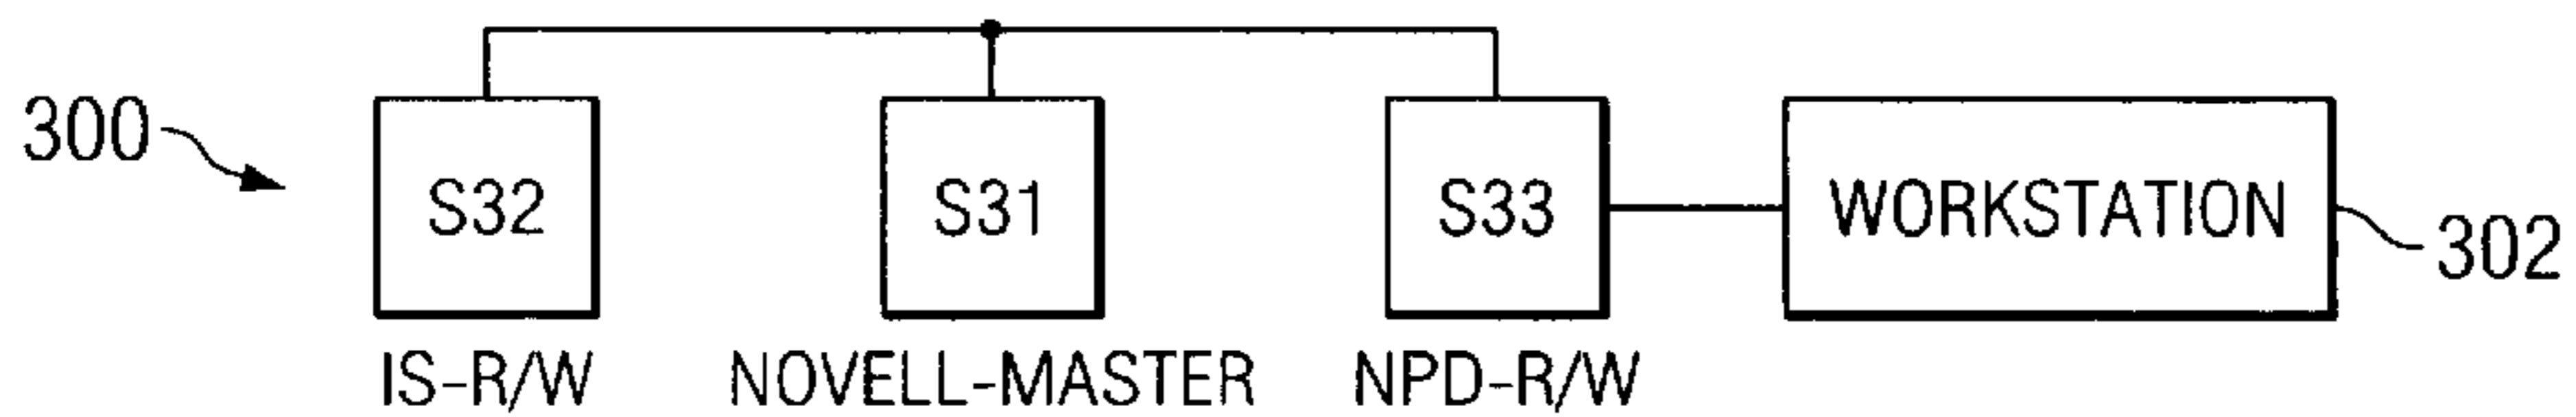 300
S32 S31 S33 WORKSTATION
302
IS-R/W NOVELL-MASTER NPD-R/W